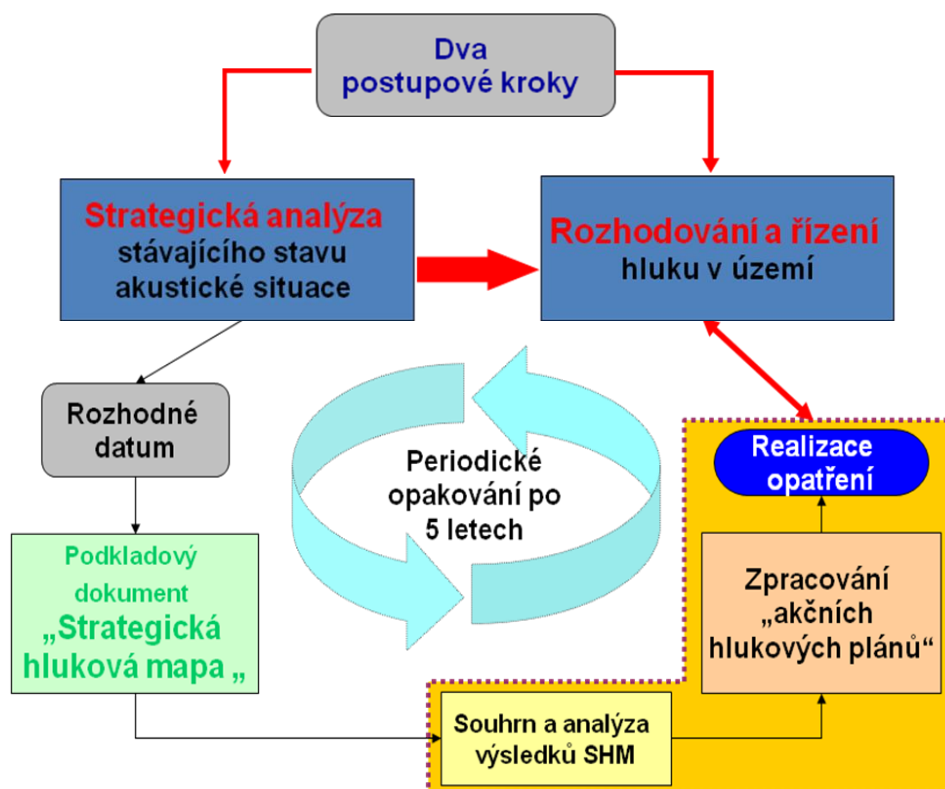 Dva
postupové kroky
Strategická analýza
stávajícího stavu
akustické situace
Rozhodování a řízení
hluku v území
Rozhodné
datum
Periodické
opakování po
5 letech
Realizace
opatření
Podkladový
dokument
„Strategická
hluková mapa „
Zpracování
„akčních
hlukových plánů“
Souhrn a analýza
výsledků SHM